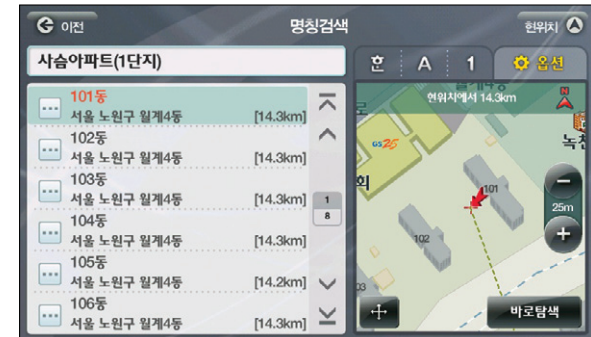 이전
명칭검색
현위치
사슴아파트(1단지)
훈 A 1 옵션
101동
서울 노원구 월계4동 [14.3km]
102동
서울 노원구 월계4동 [14.3km]
103동
서울 노원구 월계4동 [14.3km]
104동
서울 노원구 월계4동 [14.3km]
105동
서울 노원구 월계4동 [14.2km]
106동
서울 노원구 월계4동 [14.3km]
1
8
현위치에서 14.3km
N
로
GS25
녹천
회
101
102
25m
바로탐색